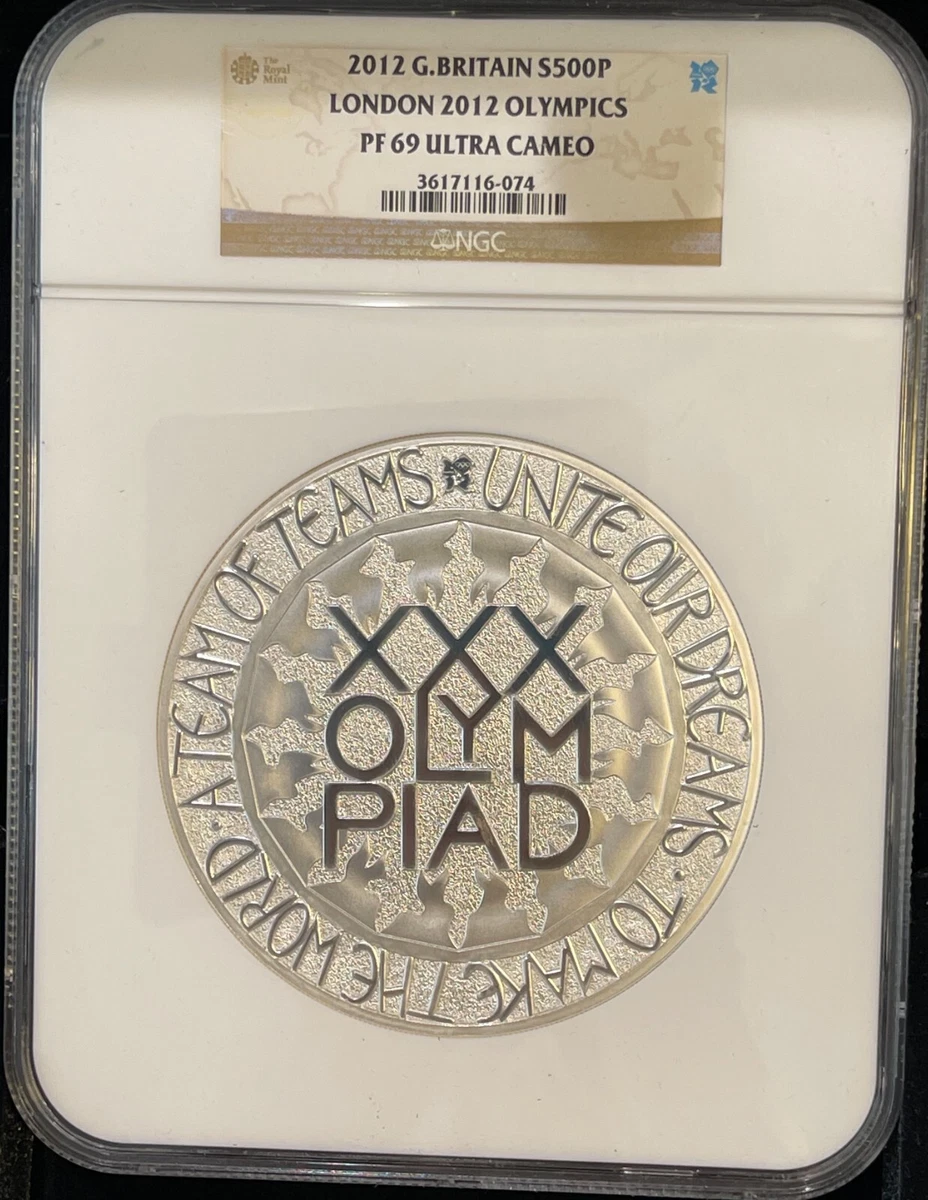 The
Royal
Mint
2012 G.BRITAIN S500P
LONDON 2012 OLYMPICS
PF 69 ULTRA CAMEO
3617116-074
NGC
UNITE OUR DREAMS · TO MAKE THE WORLD · A TEAM OF TEAMS
XXX
OLYM
PIAD